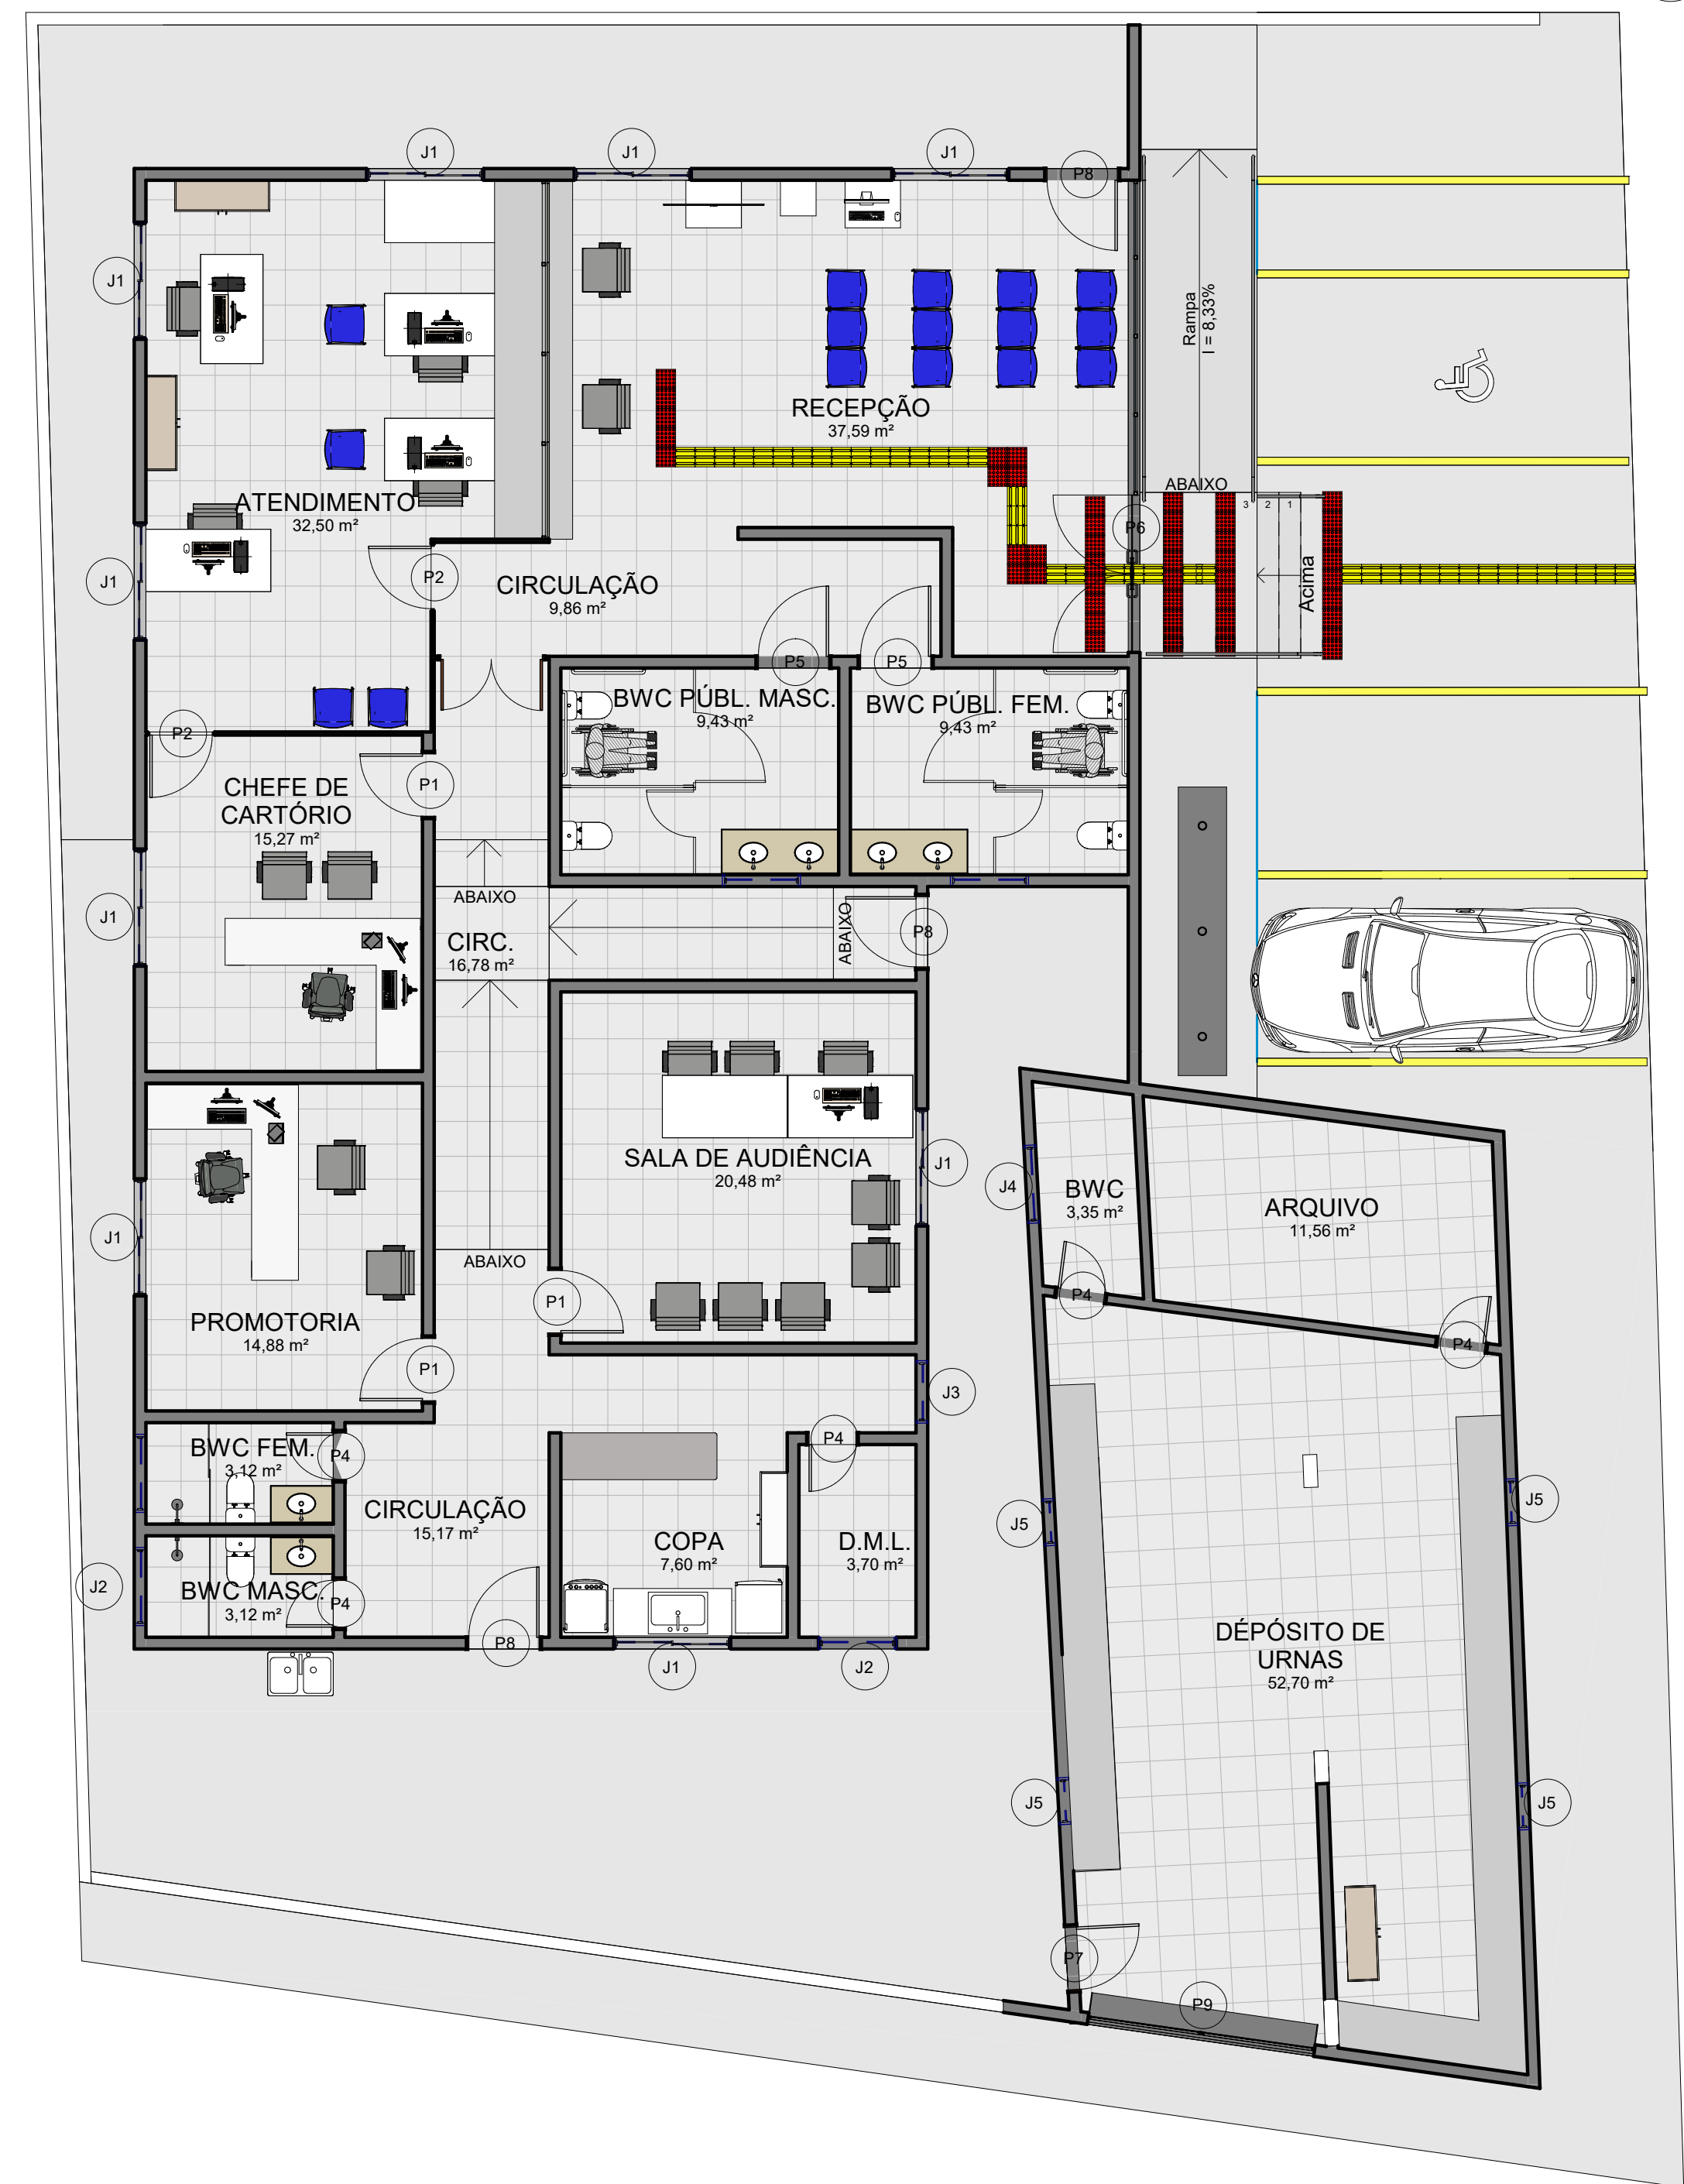 J1
J1
J1
P8
J1
Rampa
I = 8,33%
RECEPÇÃO
37,59 m²
ABAIXO
3
2
1
ATENDIMENTO
32,50 m²
P6
J1
P2
CIRCULAÇÃO
9,86 m²
Acima
P5
P5
BWC PÚBL. MASC.
9,43 m²
BWC PÚBL. FEM.
9,43 m²
P2
P1
CHEFE DE
CARTÓRIO
15,27 m²
ABAIXO
J1
CIRC.
16,78 m²
ABAIXO
P8
SALA DE AUDIÊNCIA
20,48 m²
J1
J4
BWC
3,35 m²
ARQUIVO
11,56 m²
J1
ABAIXO
P1
P4
PROMOTORIA
14,88 m²
P4
P1
J3
BWC FEM.
3,12 m²
P4
P4
CIRCULAÇÃO
15,17 m²
J5
J5
COPA
7,60 m²
D.M.L.
3,70 m²
J2
BWC MASC.
3,12 m²
P4
P8
J1
J2
DÉPÓSITO DE
URNAS
52,70 m²
J5
J5
P7
P9